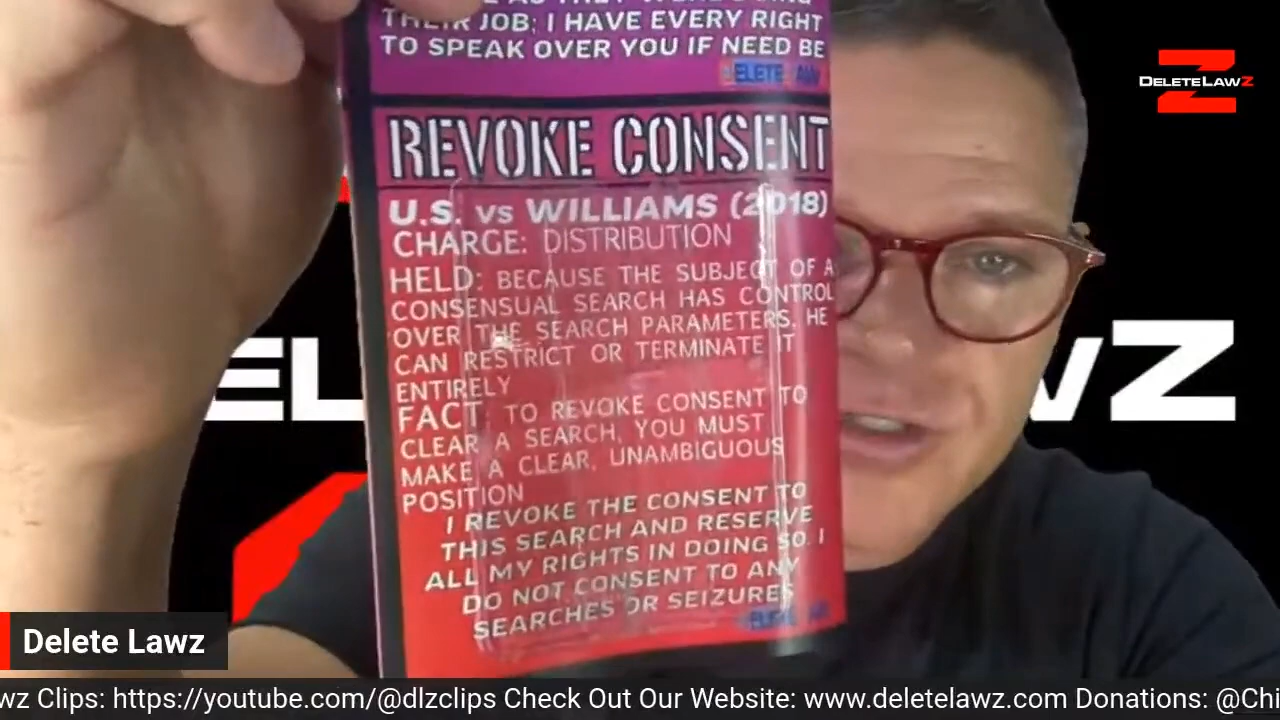 THEIR JOB; I HAVE EVERY RIGHT
TO SPEAK OVER YOU IF NEED BE
DELETELAWZ
REVOKE CONSENT
U.S. vs WILLIAMS (2018)
CHARGE: DISTRIBUTION
HELD: BECAUSE THE SUBJECT OF A
CONSENSUAL SEARCH HAS CONTROL
OVER THE SEARCH PARAMETERS, HE
CAN RESTRICT OR TERMINATE IT
ENTIRELY
FACT: TO REVOKE CONSENT TO
CLEAR A SEARCH, YOU MUST
MAKE A CLEAR, UNAMBIGUOUS
POSITION
I REVOKE THE CONSENT TO
THIS SEARCH AND RESERVE
ALL MY RIGHTS IN DOING SO. I
DO NOT CONSENT TO ANY
SEARCHES OR SEIZURES
Delete Lawz
wz Clips: https://youtube.com/@dlzclips Check Out Our Website: www.deletelawz.com Donations: @Chi